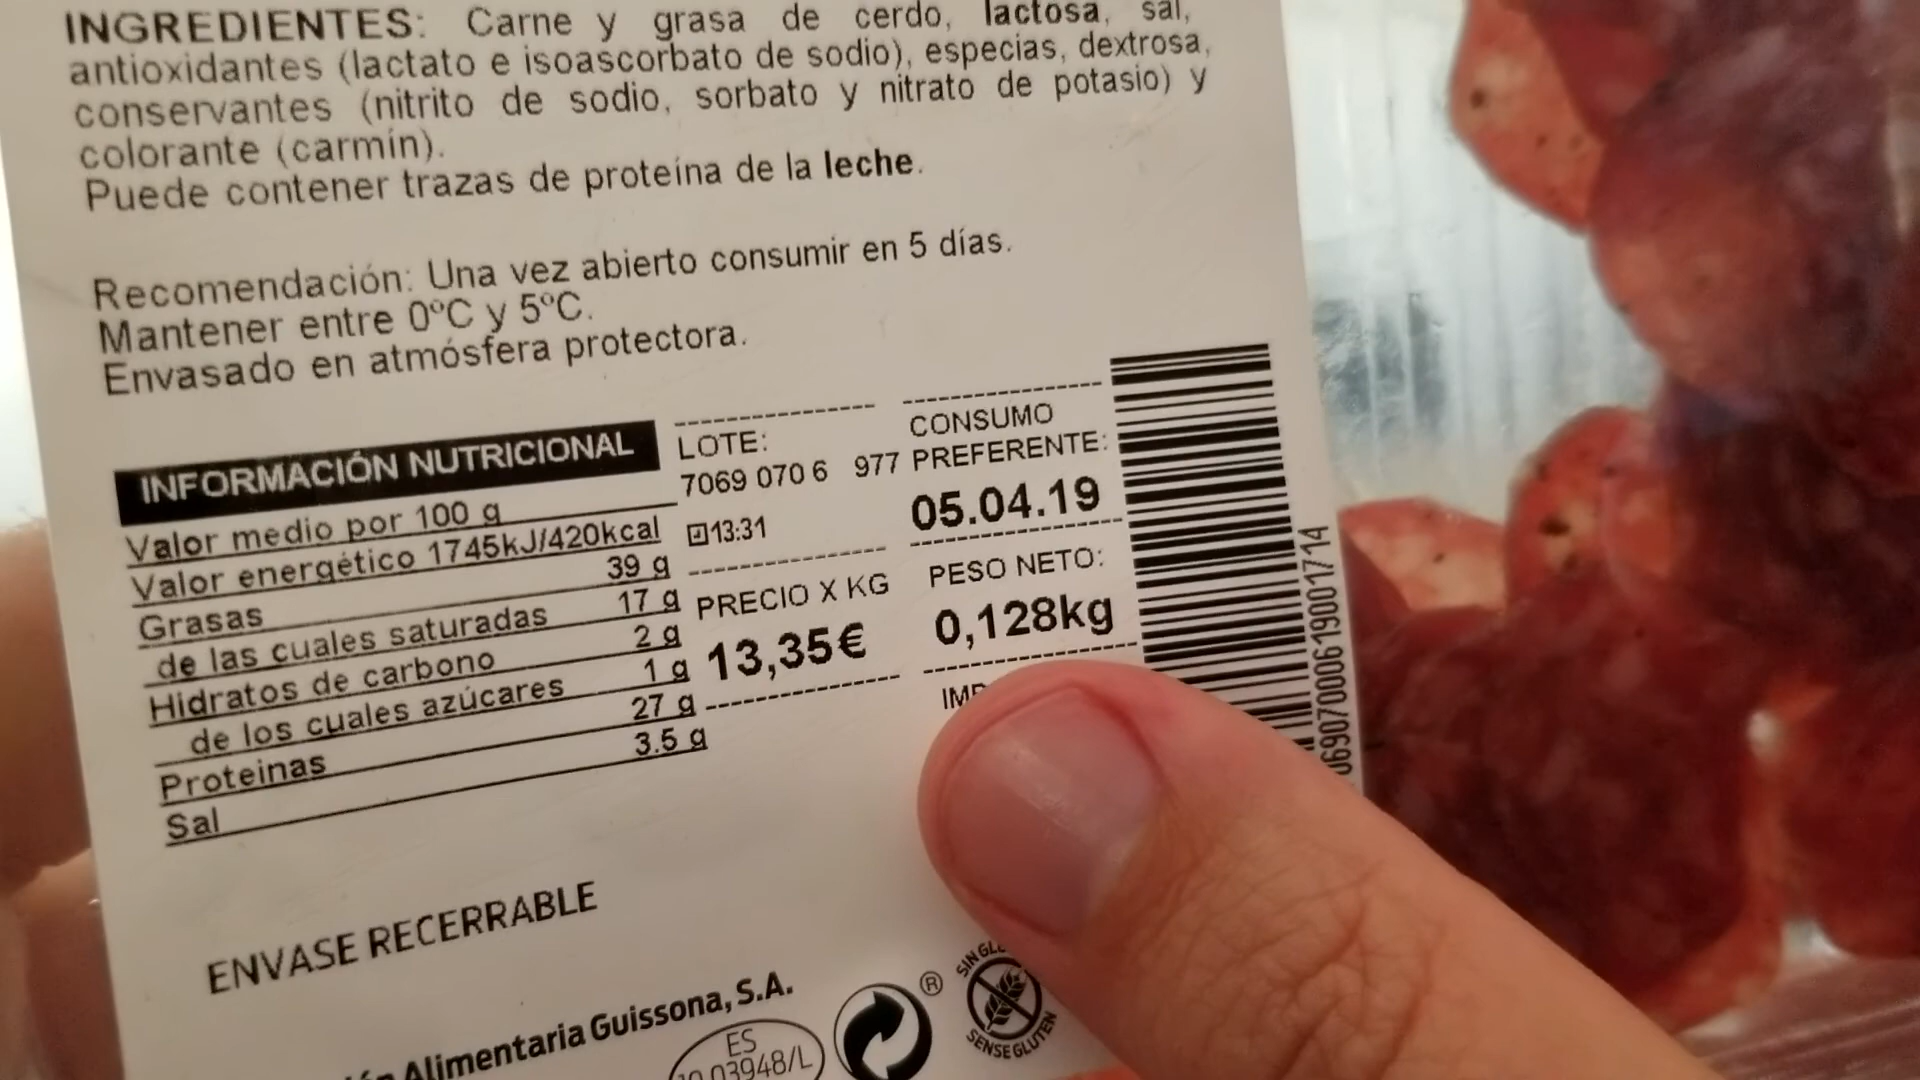 INGREDIENTES: Carne y grasa de cerdo, lactosa, sal,
antioxidantes (lactato e isoascorbato de sodio), especias, dextrosa,
conservantes (nitrito de sodio, sorbato y nitrato de potasio) y
colorante (carmín).
Puede contener trazas de proteína de la leche.
Recomendación: Una vez abierto consumir en 5 días.
Mantener entre 0ºC y 5ºC.
Envasado en atmósfera protectora.
INFORMACIÓN NUTRICIONAL
Valor medio por 100 g
Valor energético 1745kJ/420kcal
Grasas 39 g
de las cuales saturadas 17 g
Hidratos de carbono 2 g
de los cuales azúcares 1 g
Proteinas 27 g
Sal 3.5 g
LOTE:
7069 070 6 977
13:31
CONSUMO
PREFERENTE:
05.04.19
PRECIO X KG
13,35€
PESO NETO:
0,128kg
ENVASE RECERRABLE
Alimentaria Guissona, S.A.
ES
03948/L
®
SIN
SENSE GLUTEN